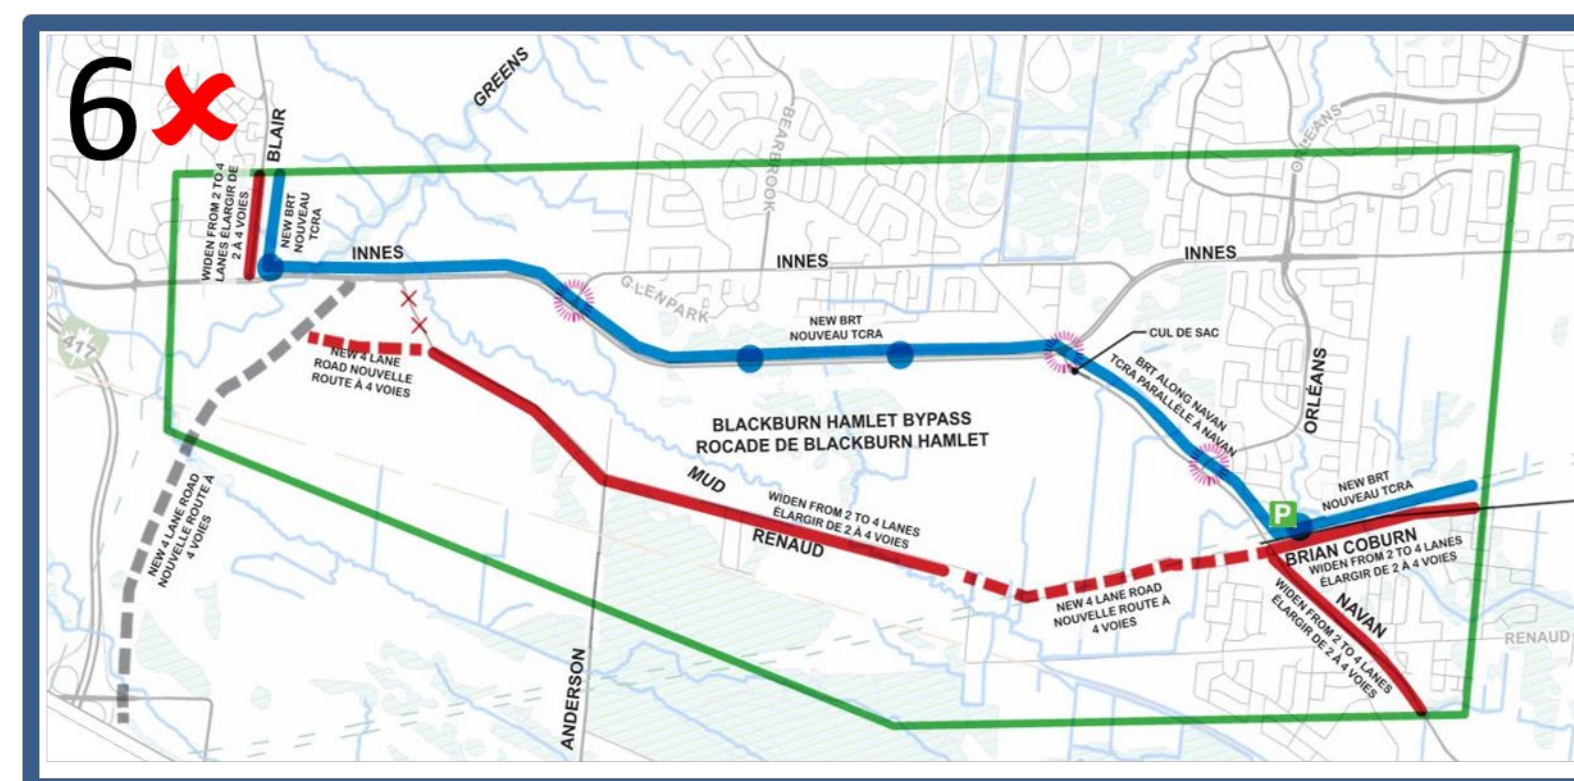 6
GREENS
BLAIR
BEARBROOK
ORLEANS
WIDEN FROM 2 TO 4
LANES ÉLARGIR DE
2 À 4 VOIES
NEW BRT
NOUVEAU
TCRA
INNES
INNES
INNES
GLENPARK
417
NEW BRT
NOUVEAU TCRA
CUL DE SAC
NEW 4 LANE
ROAD NOUVELLE
ROUTE À 4 VOIES
BRT ALONG NAVAN
TCRA PARALLÈLE À NAVAN
ORLÉANS
BLACKBURN HAMLET BYPASS
ROCADE DE BLACKBURN HAMLET
NEW 4 LANE ROAD
NOUVELLE ROUTE À
4 VOIES
MUD
WIDEN FROM 2 TO 4 LANES
ÉLARGIR DE 2 À 4 VOIES
RENAUD
NEW BRT
NOUVEAU TCRA
P
BRIAN COBURN
WIDEN FROM 2 TO 4 LANES
ÉLARGIR DE 2 À 4 VOIES
NEW 4 LANE ROAD
NOUVELLE ROUTE À
4 VOIES
NAVAN
WIDEN FROM 2 TO 4 LANES
ÉLARGIR DE 2 À 4 VOIES
RENAUD
ANDERSON